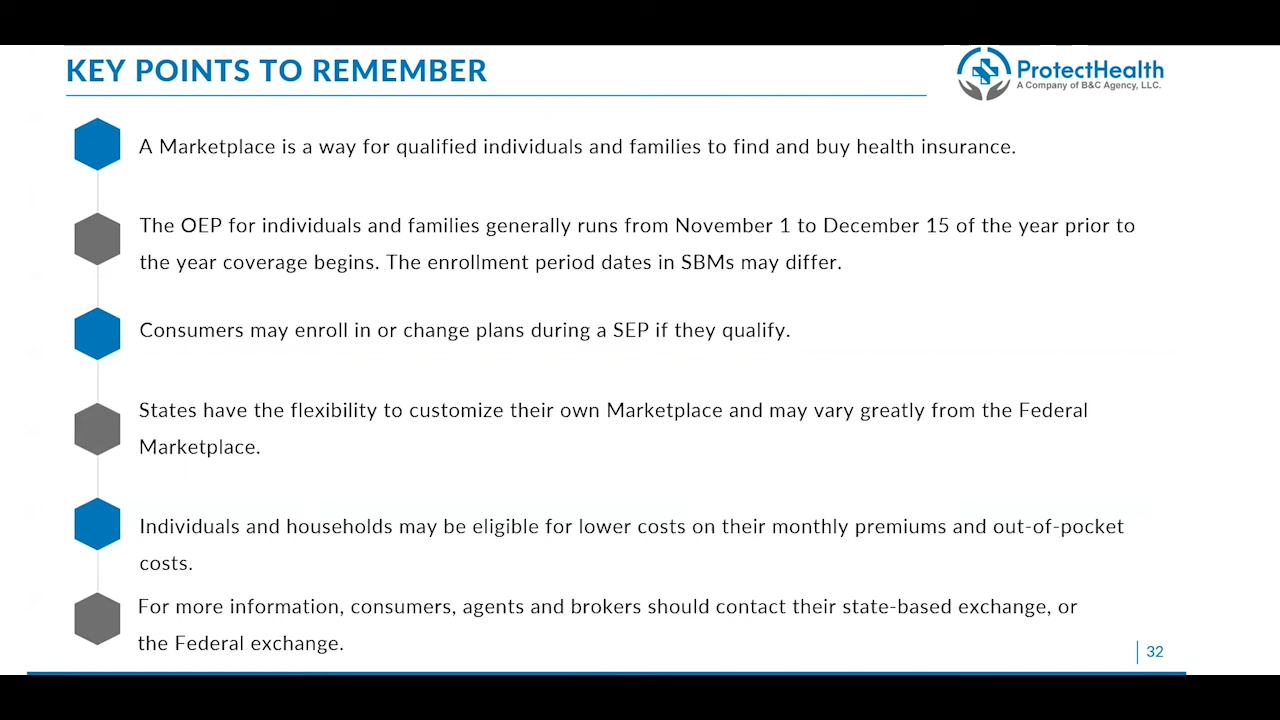 KEY POINTS TO REMEMBER
ProtectHealth
A Company of B&C Agency, LLC.
A Marketplace is a way for qualified individuals and families to find and buy health insurance.
The OEP for individuals and families generally runs from November 1 to December 15 of the year prior to
the year coverage begins. The enrollment period dates in SBMs may differ.
Consumers may enroll in or change plans during a SEP if they qualify.
States have the flexibility to customize their own Marketplace and may vary greatly from the Federal
Marketplace.
Individuals and households may be eligible for lower costs on their monthly premiums and out-of-pocket
costs.
For more information, consumers, agents and brokers should contact their state-based exchange, or
the Federal exchange.
32